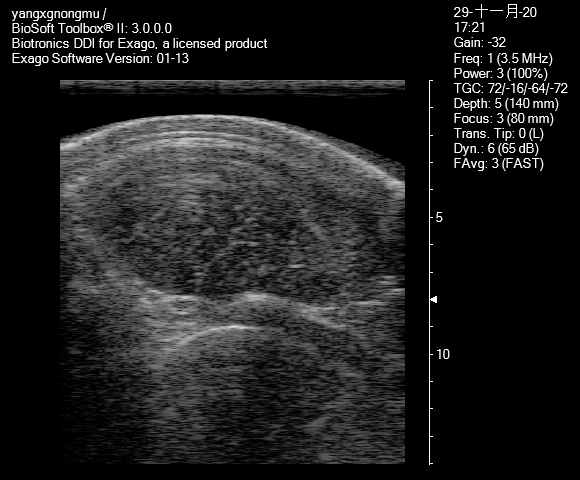 yangxgnongmu /
BioSoft Toolbox® II: 3.0.0.0
Biotronics DDI for Exago, a licensed product
Exago Software Version: 01-13
29-十一月-20
17:21
Gain: -32
Freq: 1 (3.5 MHz)
Power: 3 (100%)
TGC: 72/-16/-64/-72
Depth: 5 (140 mm)
Focus: 3 (80 mm)
Trans. Tip: 0 (L)
Dyn.: 6 (65 dB)
FAvg: 3 (FAST)
5
10